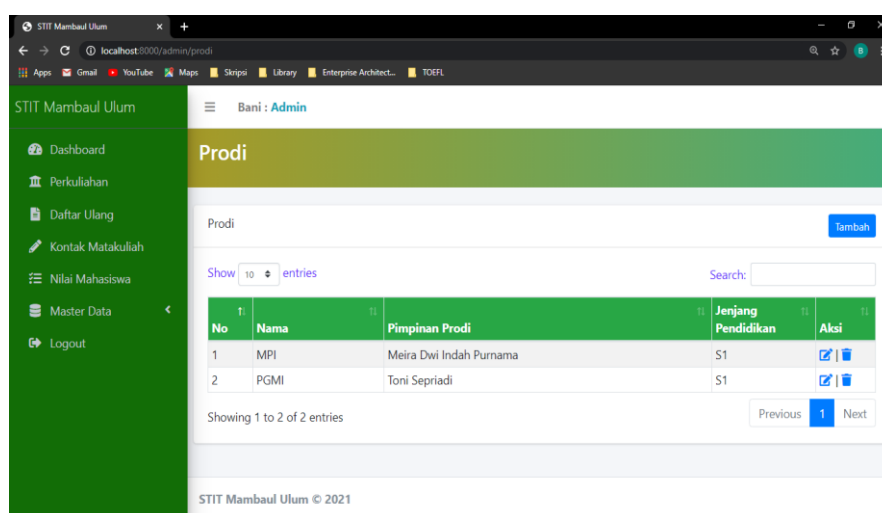 STIT Mambaul Ulum
localhost:8000/admin/prodi
Apps Gmail YouTube Maps Skripsi Library Enterprise Architect... TOEFL
STIT Mambaul Ulum
Bani : Admin
Dashboard
Perkuliahan
Daftar Ulang
Kontak Matakuliah
Nilai Mahasiswa
Master Data
Logout
Prodi
Prodi Tambah
Show 10 entries Search:
No Nama Pimpinan Prodi Jenjang Pendidikan Aksi
1 MPI Meira Dwi Indah Purnama S1
2 PGMI Toni Sepriadi S1
Showing 1 to 2 of 2 entries Previous 1 Next
STIT Mambaul Ulum © 2021